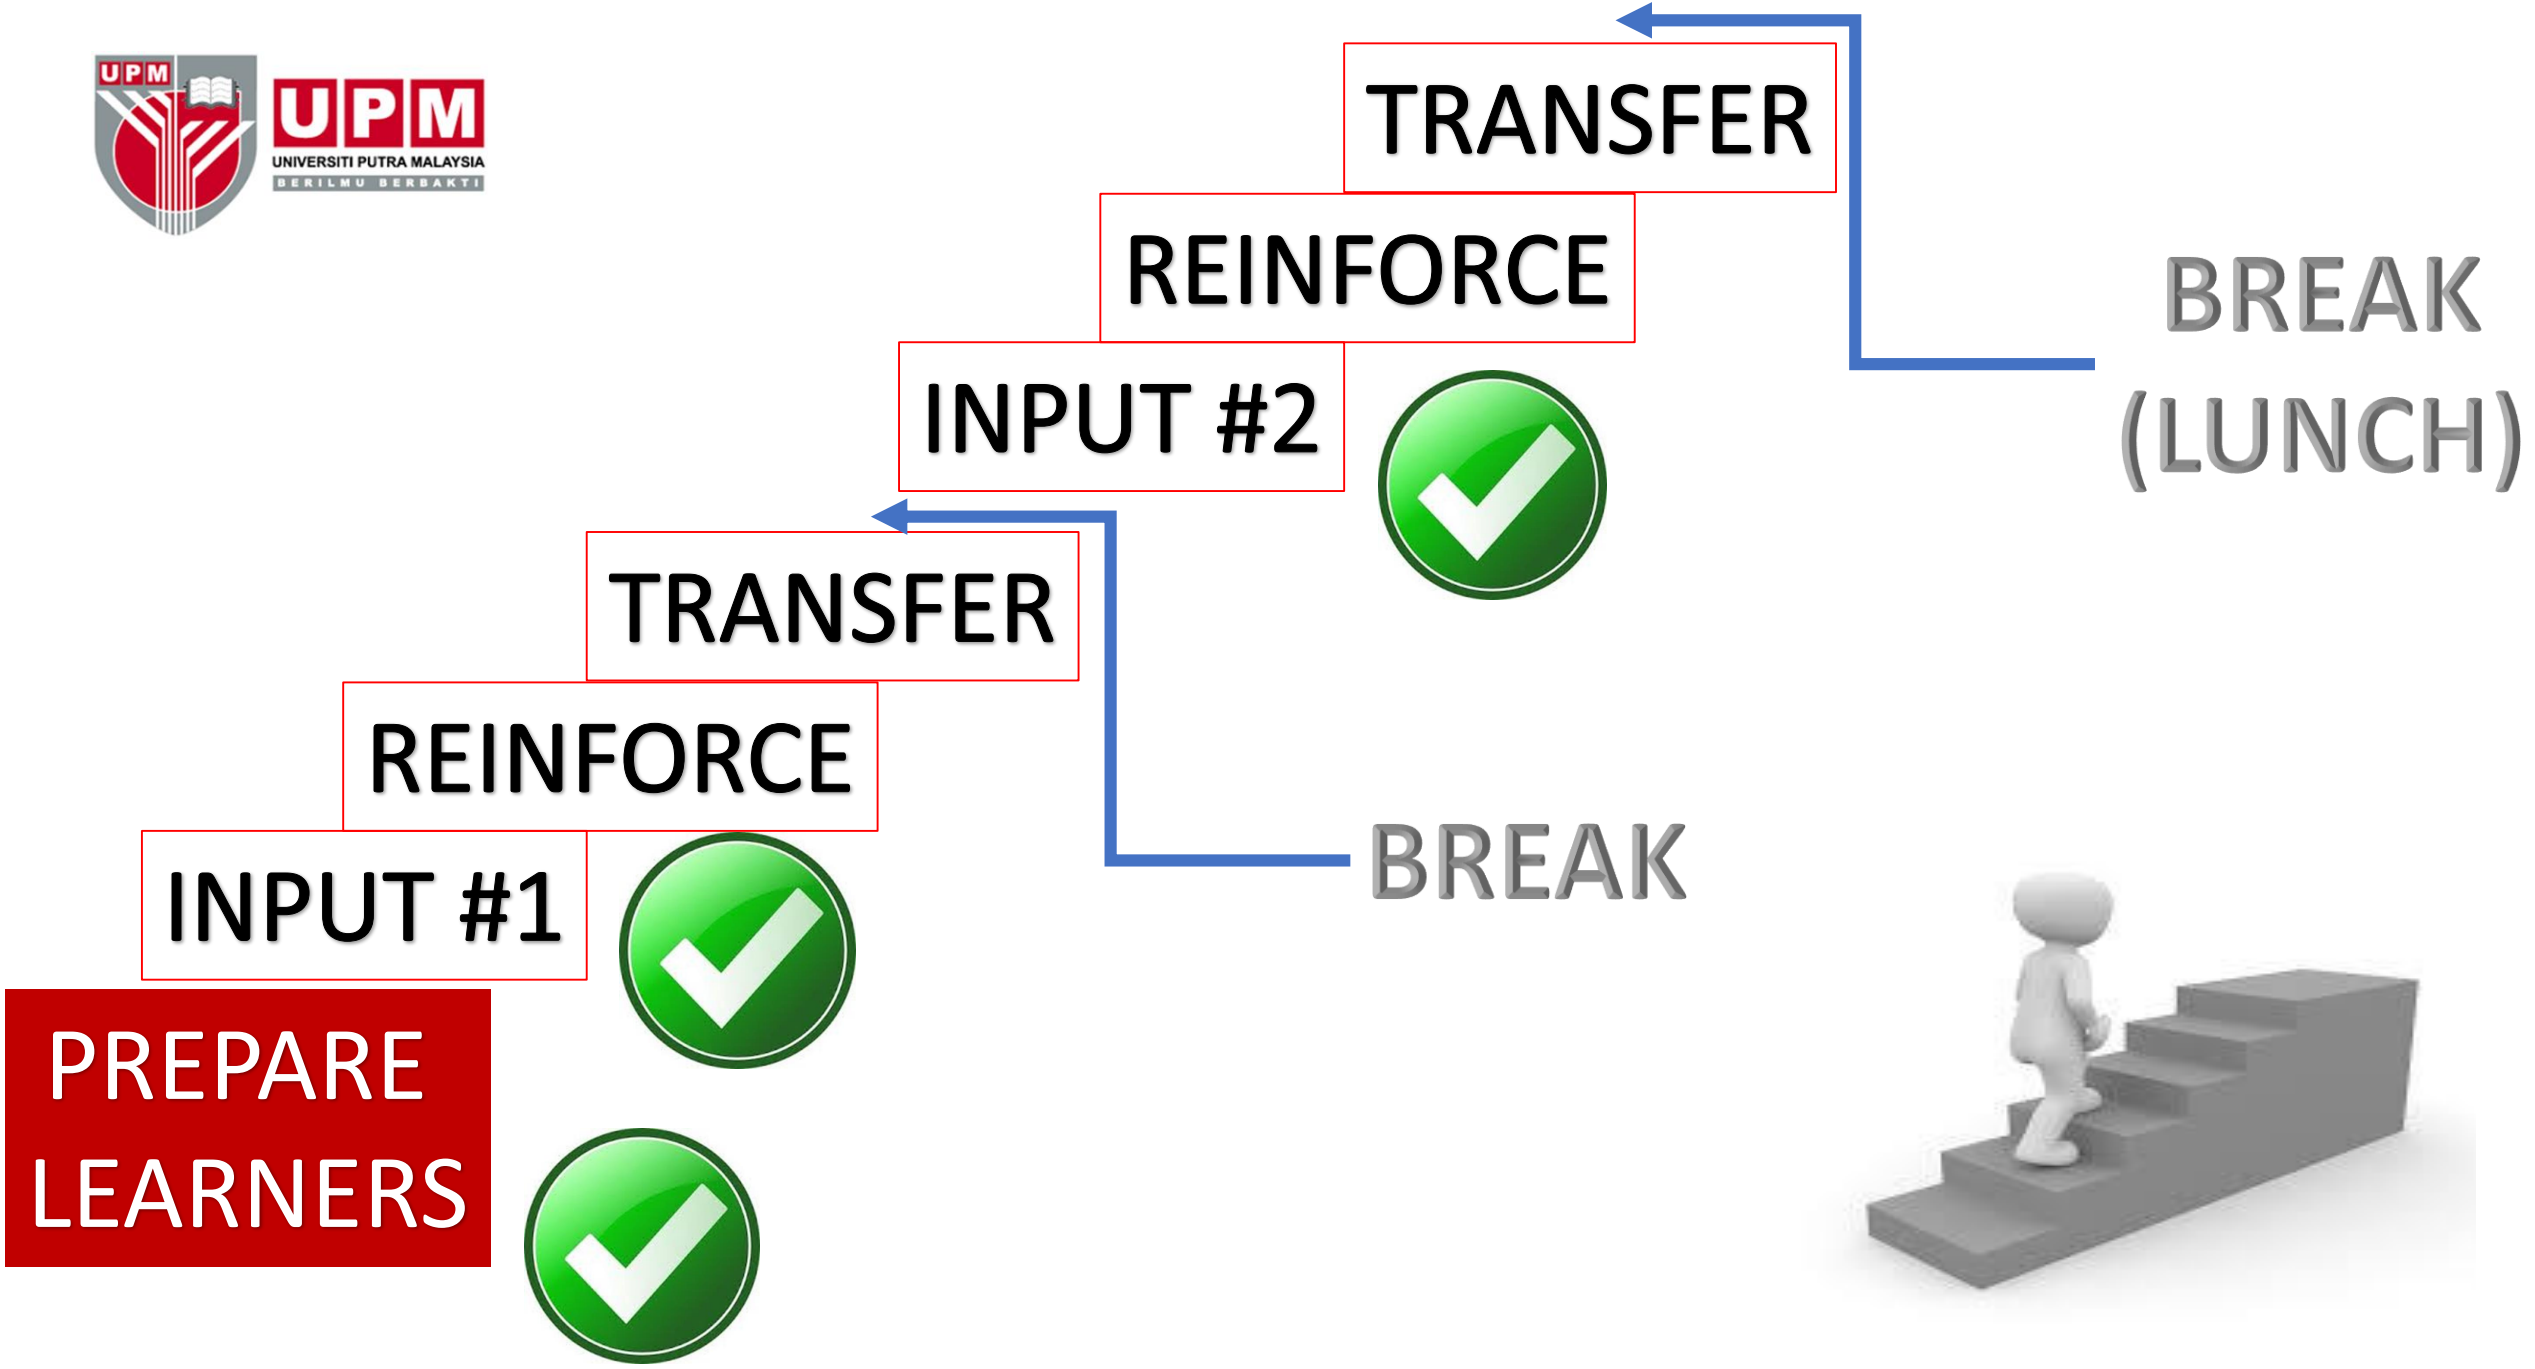 UPM
UPM
UNIVERSITI PUTRA MALAYSIA
BERILMU BERBAKTI
TRANSFER
REINFORCE
BREAK
(LUNCH)
INPUT #2
TRANSFER
REINFORCE
BREAK
INPUT #1
PREPARE
LEARNERS